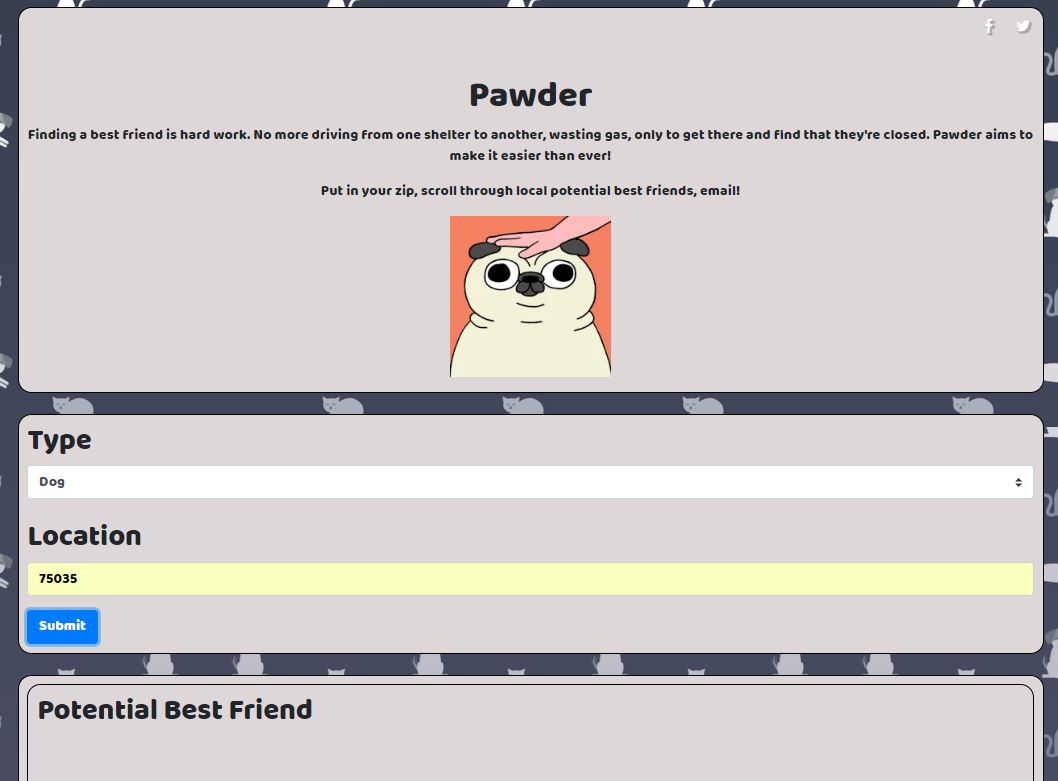 Pawder
Finding a best friend is hard work. No more driving from one shelter to another, wasting gas, only to get there and find that they're closed. Pawder aims to
make it easier than ever!
Put in your zip, scroll through local potential best friends, email!
Type
Dog
Location
75035
Submit
Potential Best Friend